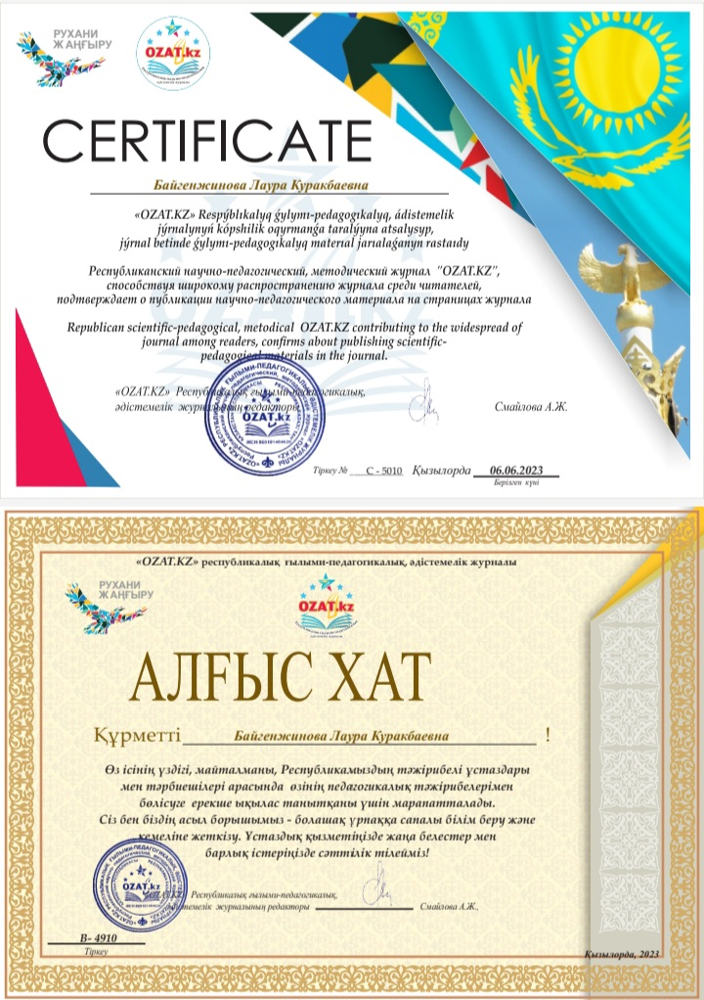 РУХАНИ
ЖАҢҒЫРУ
OZAT.kz
CERTIFICATE
Байгенжинова Лаура Куракбаевна
«OZAT.KZ» Respýblıkalyq ǵylymı-pedagogıkalyq, ádistemelik
jýrnalynyń kópshilik oqyrmanǵa taralýyna atsalysyp,
jýrnal betinde ǵylymı-pedagogıkalyq materıal jarıalaǵanyn rastaıdy
Республиканский научно-педагогический, методический журнал "OZAT.KZ",
способствуя широкому распространению журнала среди читателей,
подтверждает о публикации научно-педагогического материала на страницах журнала
Republican scientific-pedagogical, metodical OZAT.KZ contributing to the widespread of
journal among readers, confirms about publishing scientific-
pedagogical materials in the journal.
«OZAT.KZ» Республикалық ғылыми-педагогикалық,
әдістемелік журналының редакторы Смайлова А.Ж.
OZAT.kz
Тіркеу № С - 5010 Қызылорда 06.06.2023
Берілген күні
«OZAT.KZ» республикалық ғылыми-педагогикалық, әдістемелік журналы
РУХАНИ
ЖАҢҒЫРУ
OZAT.kz
АЛҒЫС ХАТ
Құрметті Байгенжинова Лаура Куракбаевна !
Өз ісінің үздігі, майталманы, Республикамыздың тәжірибелі ұстаздары
мен тәрбиешілері арасында өзінің педагогикалық тәжірибелерімен
бөлісуге ерекше ықылас танытқаны үшін марапатталады.
Сіз бен біздің асыл борышымыз - болашақ ұрпаққа сапалы білім беру және
кемеліне жеткізу. Ұстаздық қызметіңізде жаңа белестер мен
барлық істеріңізде сәттілік тілейміз!
OZAT.kz
OZAT.KZ Республикалық ғылыми-педагогикалық,
әдістемелік журналының редакторы Смайлова А.Ж.,
В- 4910
Тіркеу
Қызылорда, 2023